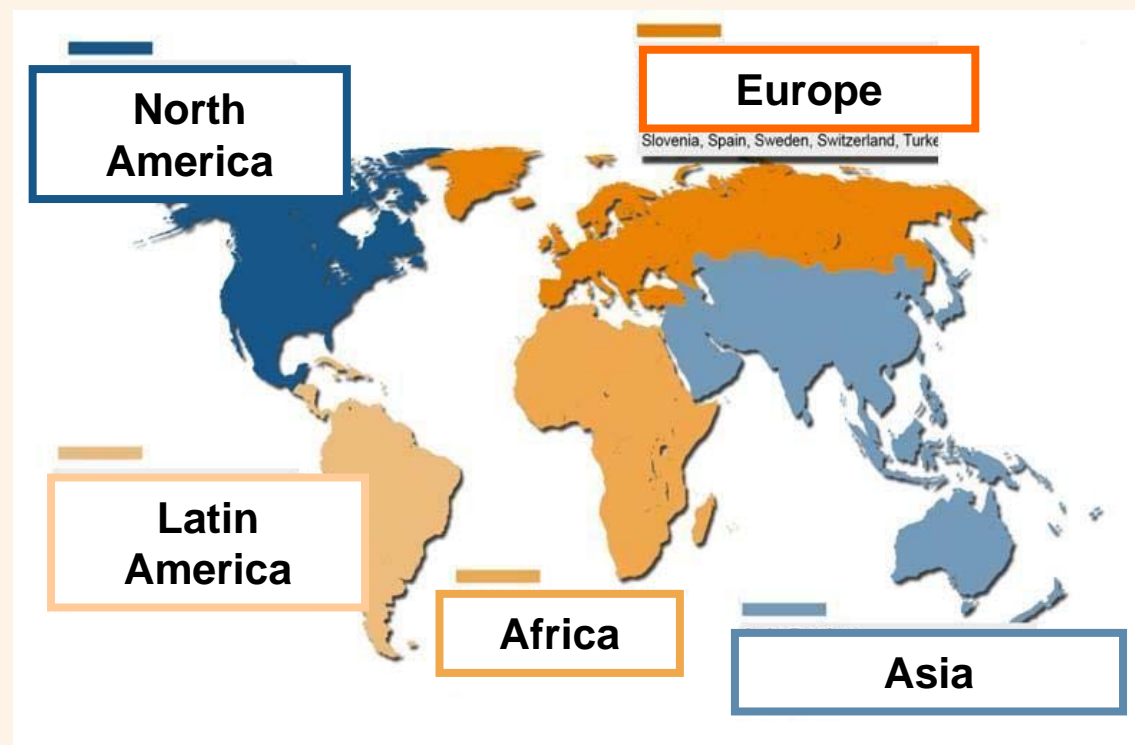 North
America
Europe
Slovenia, Spain, Sweden, Switzerland, Turke
Latin
America
Africa
Asia